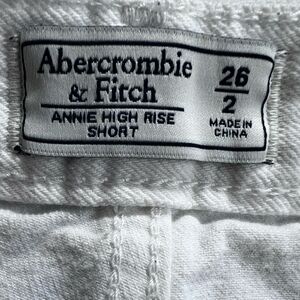 Abercrombie
& Fitch
ANNIE HIGH RISE
SHORT
26
2
MADE IN
CHINA